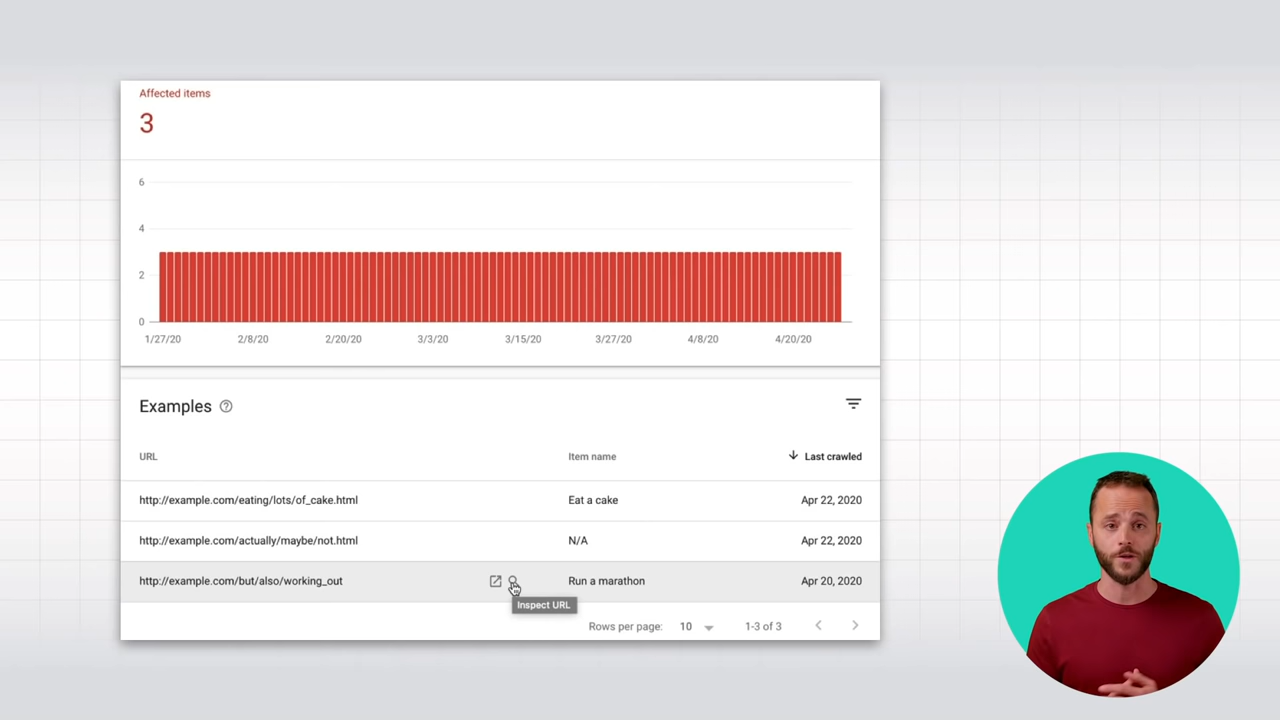 Affected items
3
6
4
2
0
1/27/20 2/8/20 2/20/20 3/3/20 3/15/20 3/27/20 4/8/20 4/20/20
Examples
URL Item name Last crawled
http://example.com/eating/lots/of_cake.html Eat a cake Apr 22, 2020
http://example.com/actually/maybe/not.html N/A Apr 22, 2020
http://example.com/but/also/working_out Run a marathon Apr 20, 2020
Inspect URL
Rows per page: 10 1-3 of 3